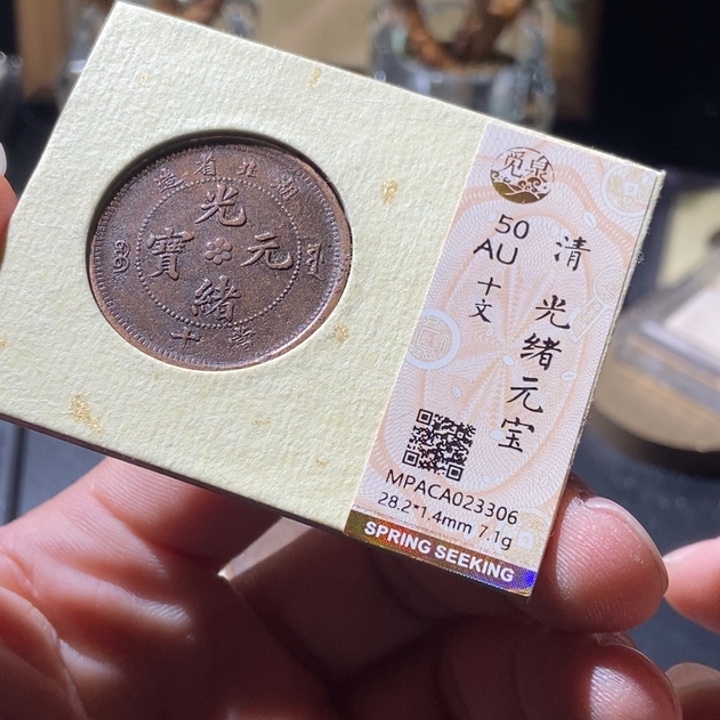 湖北省造
光緒元寶
當十
觅泉
50
AU
十文
清
光緒元宝
MPACA023306
28.2*1.4mm 7.1g
SPRING SEEKING